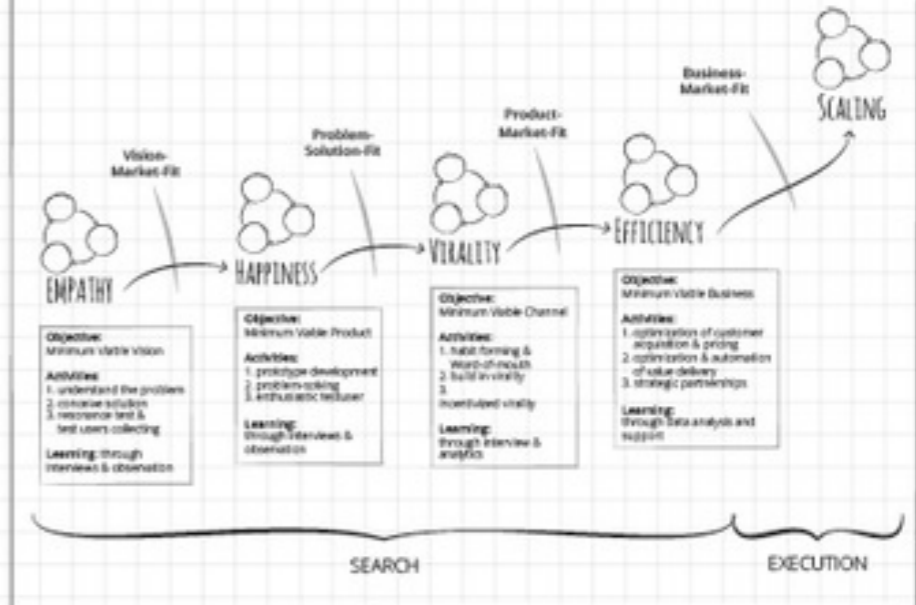 SCALING
Business-
Market-Fit
Product-
Market-Fit
Problem-
Solution-Fit
Vision-
Market-Fit
EMPATHY
HAPPINESS
VIRALITY
EFFICIENCY
Objective:
Minimum Viable Vision
Activities:
1. understand the problem
2. conceive solution
3. resonance test &
test users collecting
Learning: through
interviews & observation
Objective:
Minimum Viable Product
Activities:
1. prototype development
2. problem-solving
3. enthusiastic testuser
Learning:
through interviews &
observation
Objective:
Minimum Viable Channel
Activities:
1. habit forming &
Word-of-mouth
2. build in virality
3.
incentivized virality
Learning:
through interview &
analytics
Objective:
Minimum Viable Business
Activities:
1. optimization of customer
acquisition & pricing
2. optimization & automation
of value delivery
3. strategic partnerships
Learning:
through data analysis and
support
SEARCH
EXECUTION